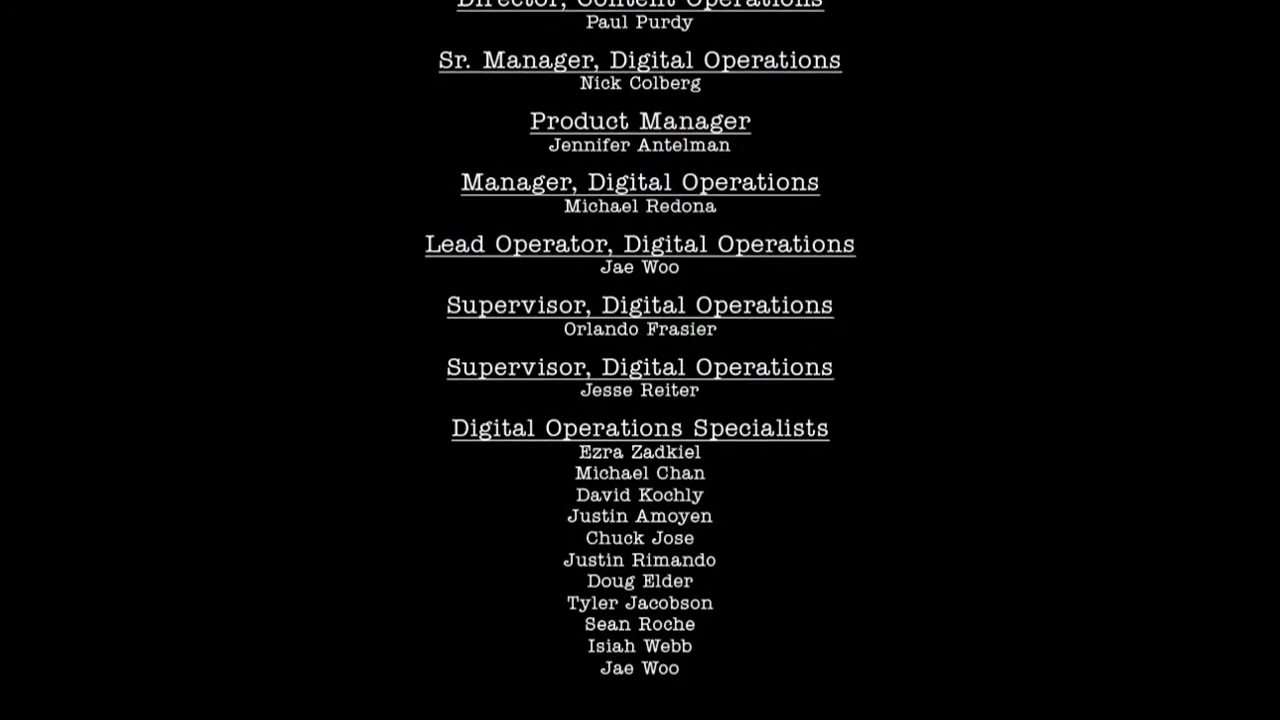 Director, Content Operations
Paul Purdy
Sr. Manager, Digital Operations
Nick Colberg
Product Manager
Jennifer Antelman
Manager, Digital Operations
Michael Redona
Lead Operator, Digital Operations
Jae Woo
Supervisor, Digital Operations
Orlando Frasier
Supervisor, Digital Operations
Jesse Reiter
Digital Operations Specialists
Ezra Zadkiel
Michael Chan
David Kochly
Justin Amoyen
Chuck Jose
Justin Rimando
Doug Elder
Tyler Jacobson
Sean Roche
Isiah Webb
Jae Woo